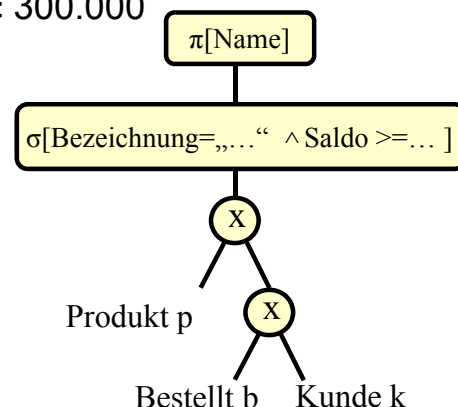 = 300.000
π[Name]
σ[Bezeichnung=„…“ ∧ Saldo >=… ]
x
Produkt p
x
Bestellt b Kunde k